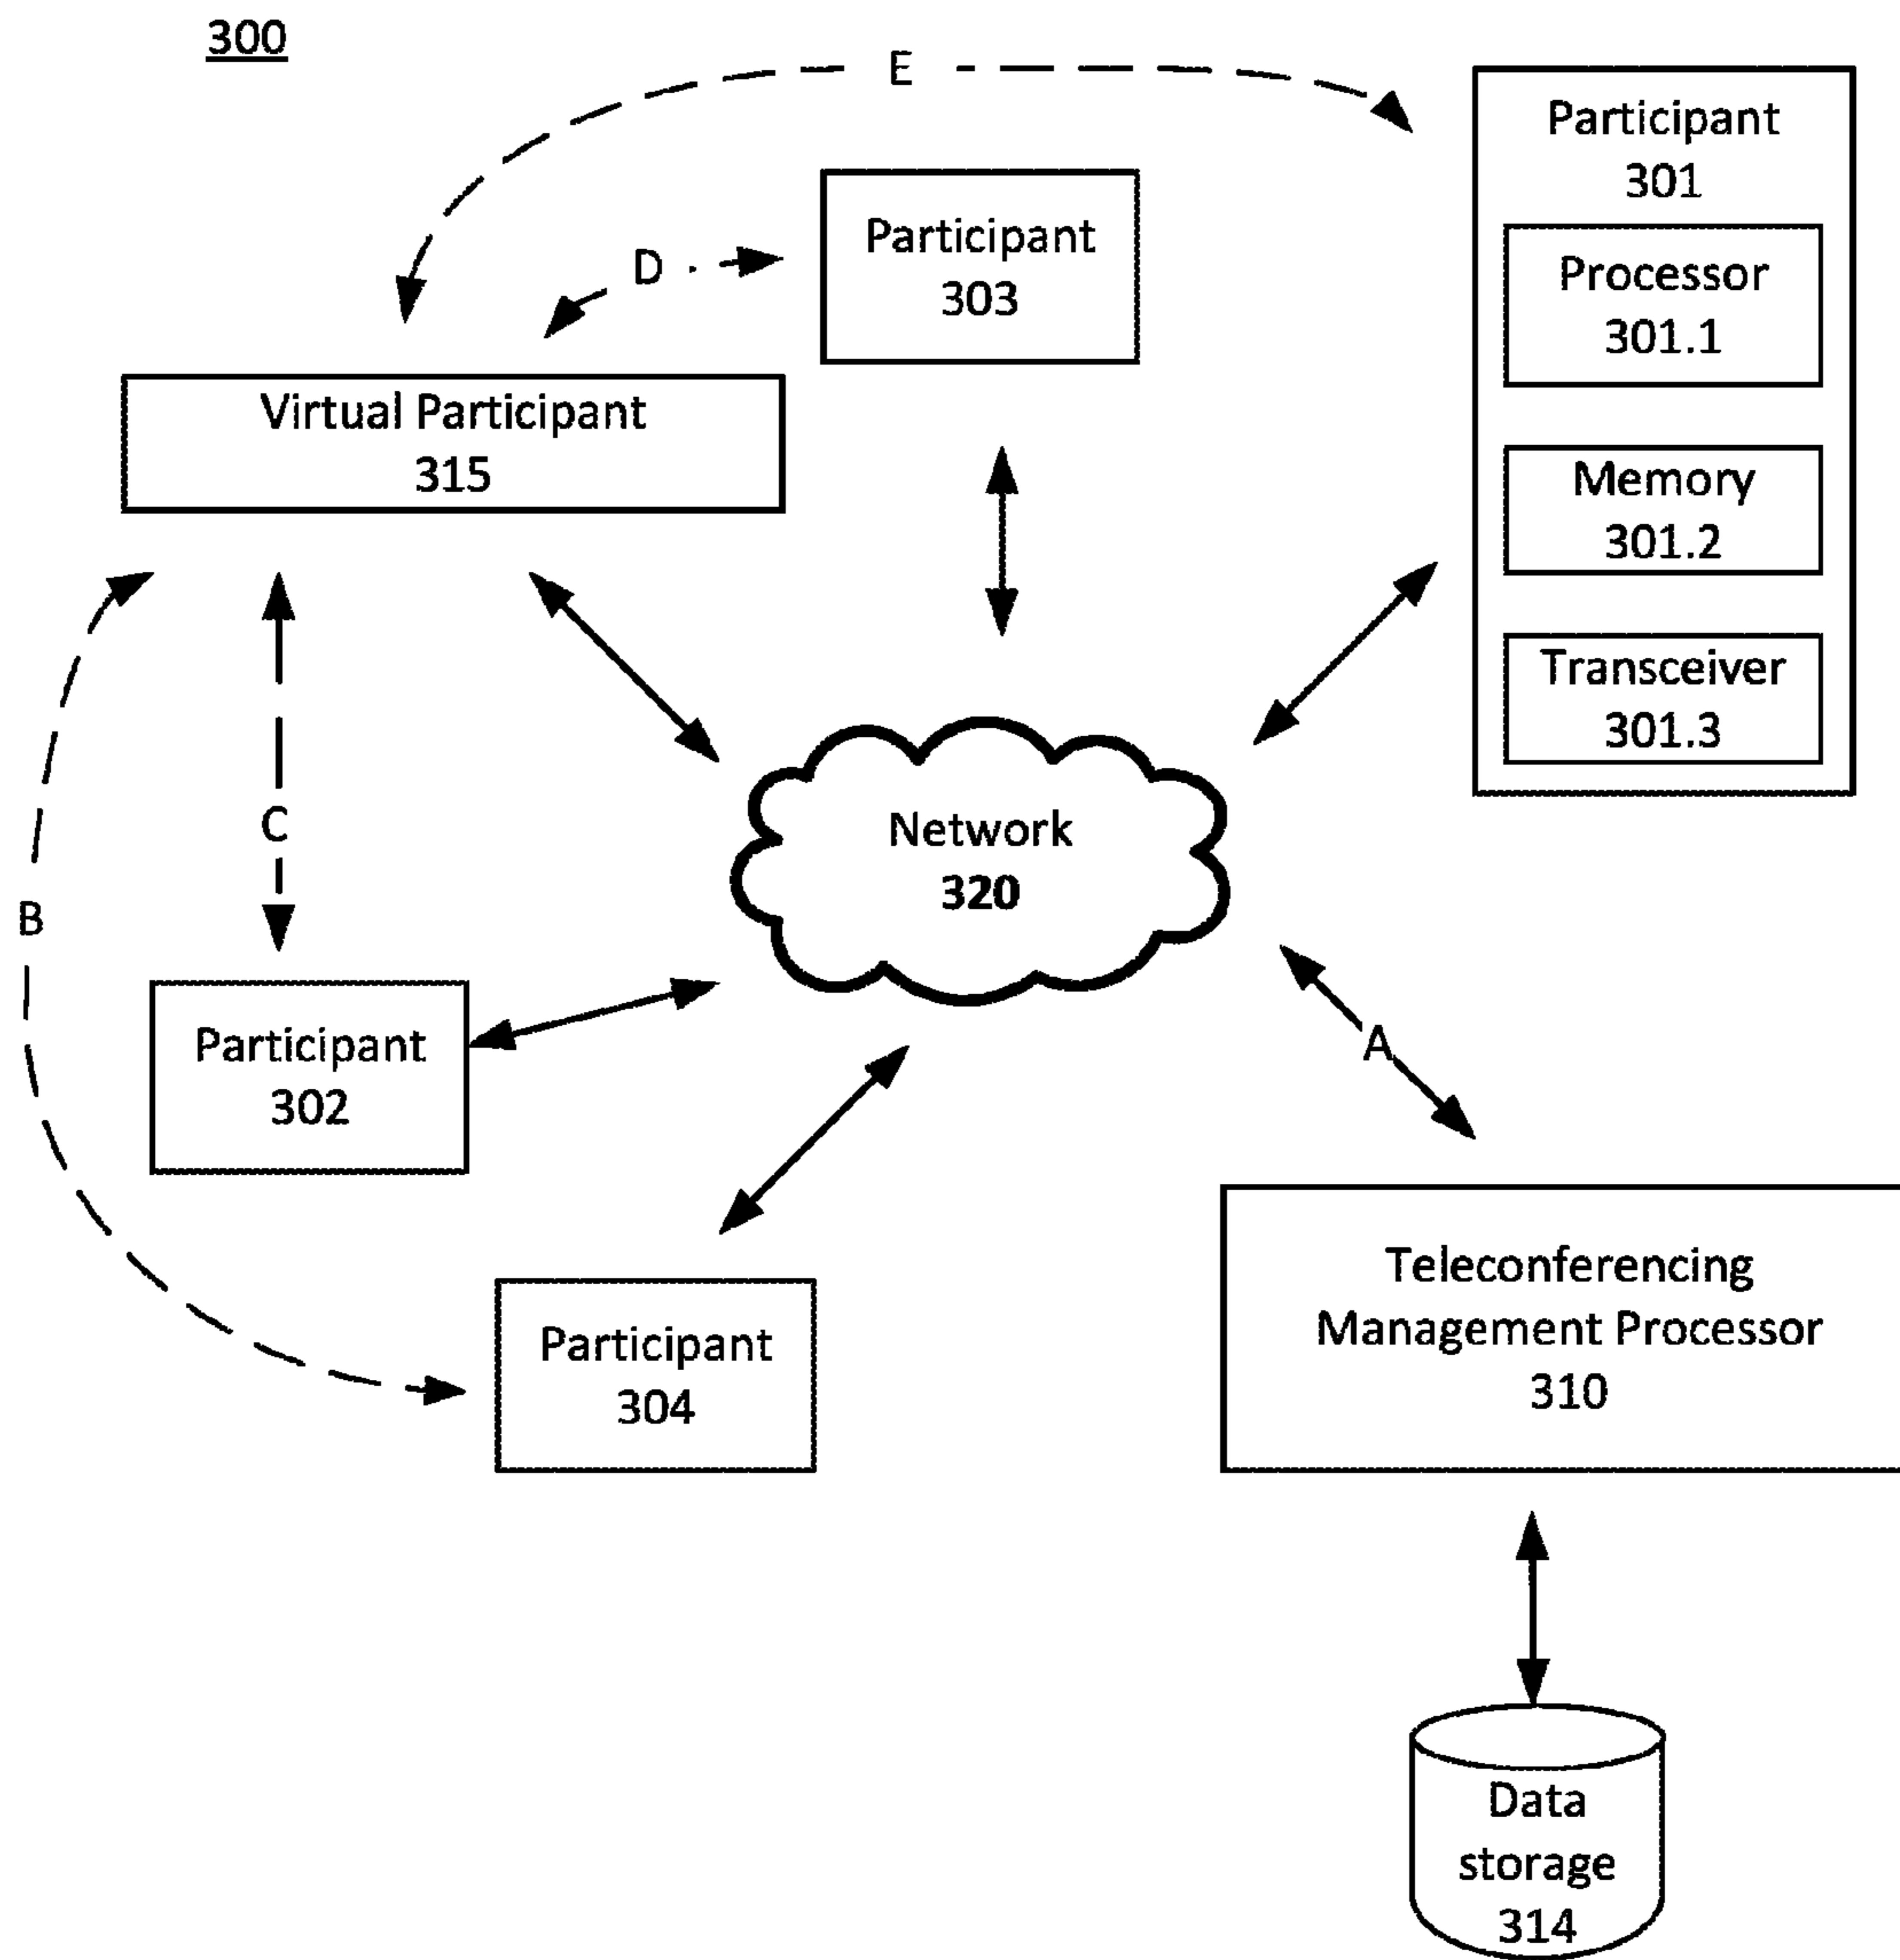 300
E
Participant
301
Processor
301.1
Memory
301.2
Transceiver
301.3
Participant
303
D
Virtual Participant
315
C
B
Network
320
A
Participant
302
Participant
304
Teleconferencing
Management Processor
310
Data
storage
314